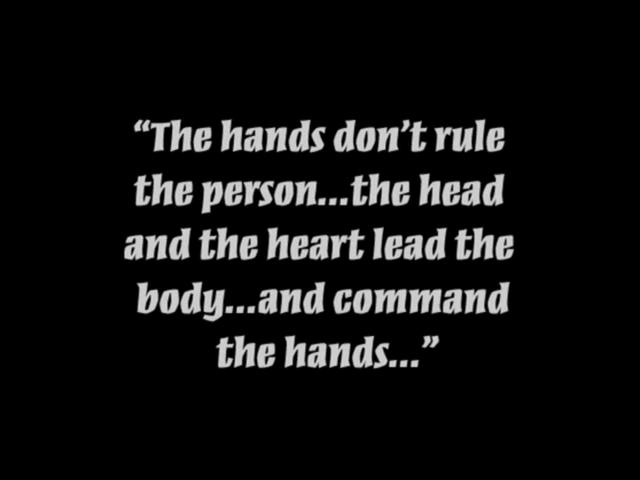 “The hands don’t rule
the person...the head
and the heart lead the
body...and command
the hands...”